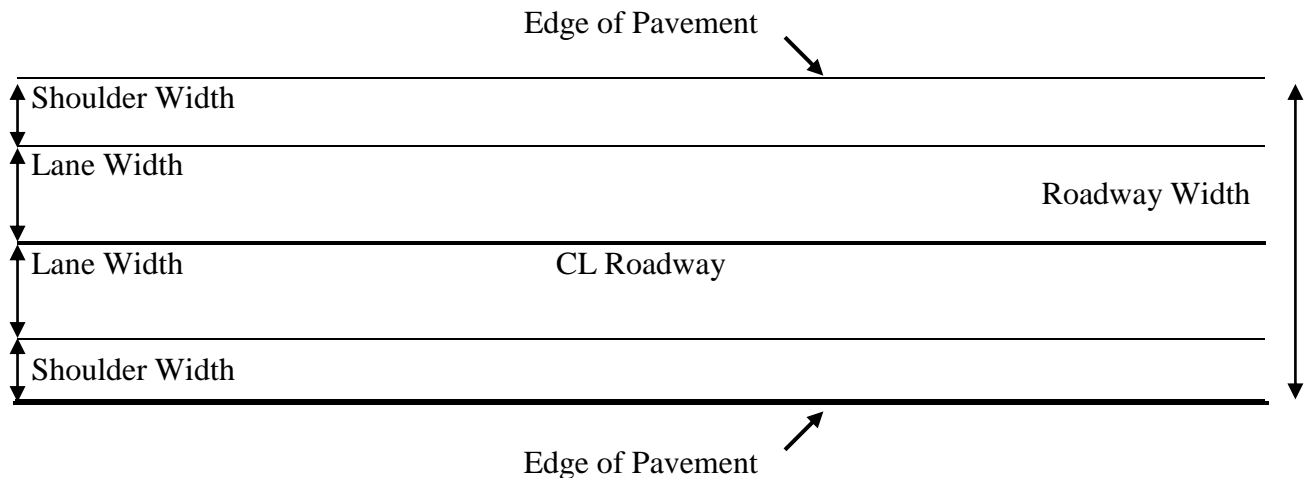 Edge of Pavement
Shoulder Width
Lane Width
Roadway Width
Lane Width
CL Roadway
Shoulder Width
Edge of Pavement